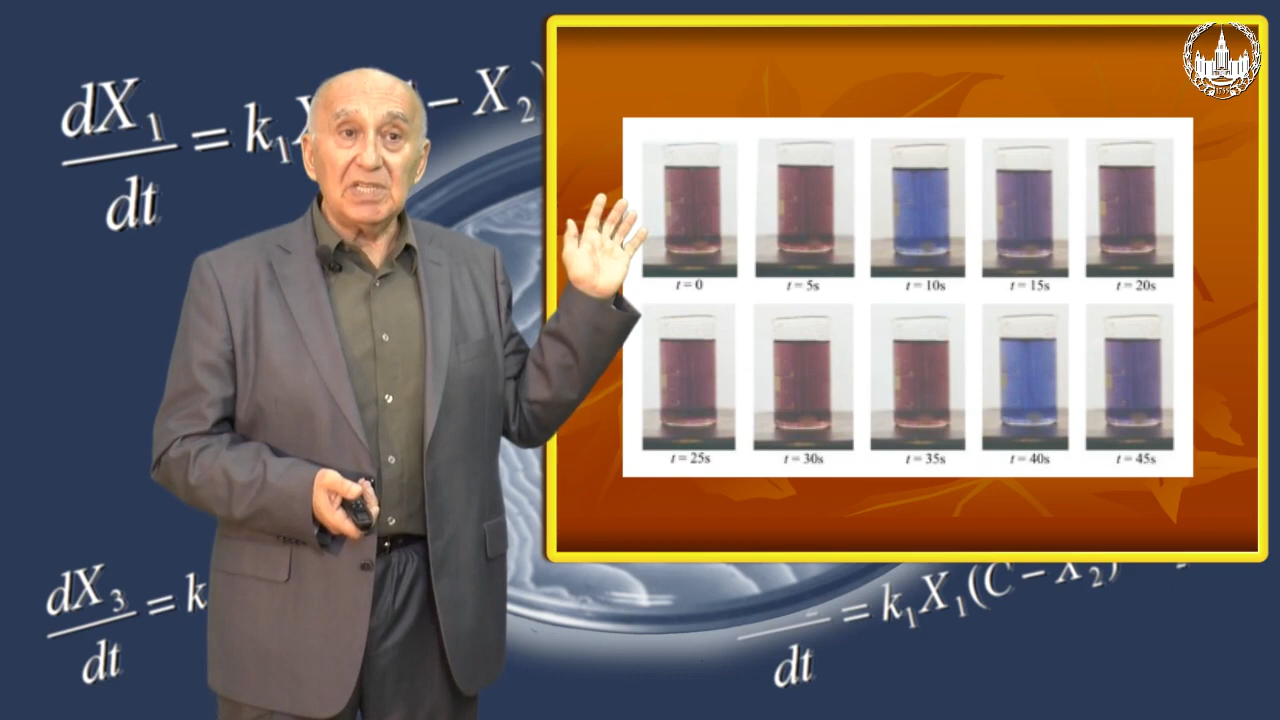 dX₁/dt = k₁X – X₂)
t = 0 t = 5s t = 10s t = 15s t = 20s
t = 25s t = 30s t = 35s t = 40s t = 45s
dX₃/dt = k
/dt = k₁X₁(C – X₂)
1755